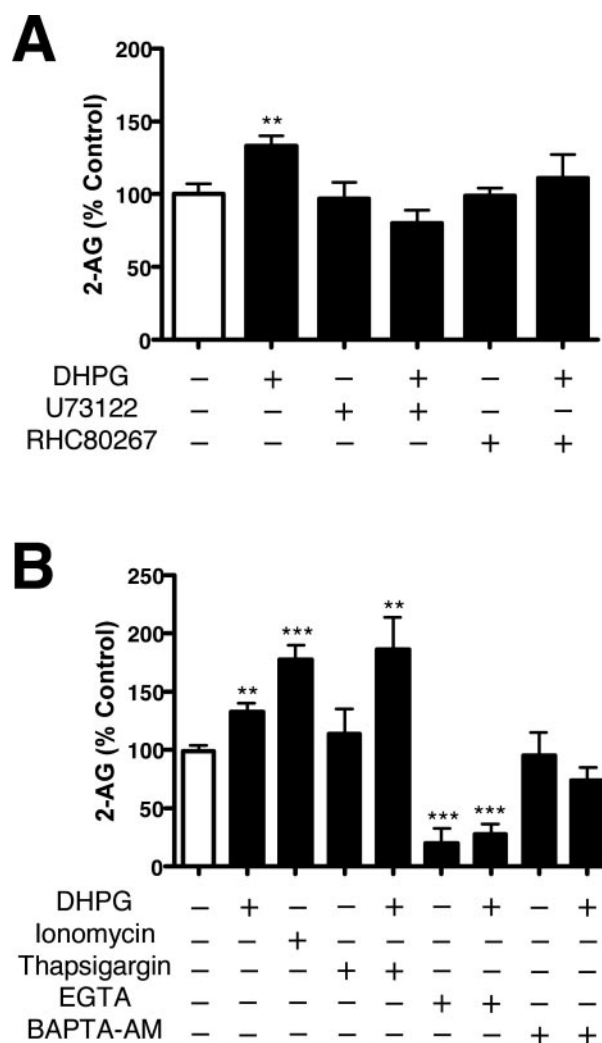 A
2-AG (% Control)
200
150
100
50
0
**
DHPG – + – + – +
U73122 – – + + – –
RHC80267 – – – – + +
B
2-AG (% Control)
250
200
150
100
50
0
** *** ** *** ***
DHPG – + – – + – + – +
Ionomycin – – + – – – – – –
Thapsigargin – – – + + – – – –
EGTA – – – – – + + – –
BAPTA-AM – – – – – – – + +